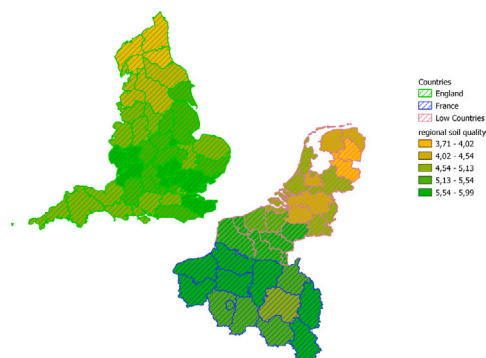 Countries
England
France
Low Countries
regional soil quality
3,71 - 4,02
4,02 - 4,54
4,54 - 5,13
5,13 - 5,54
5,54 - 5,99